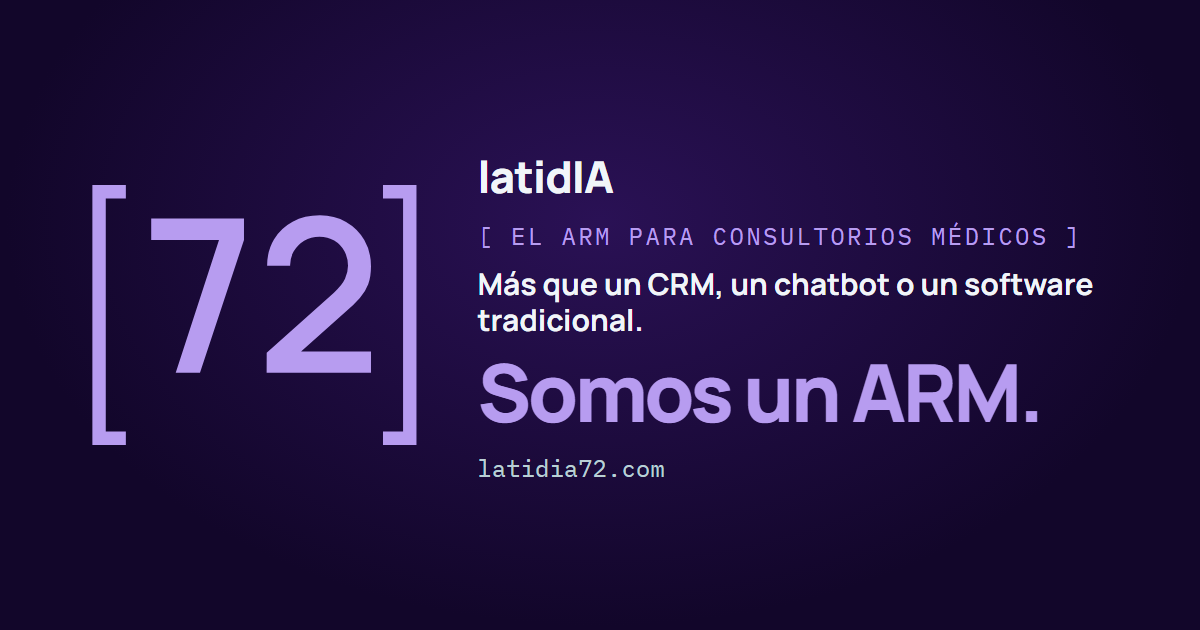 [72]
latidIA
[ EL ARM PARA CONSULTORIOS MÉDICOS ]
Más que un CRM, un chatbot o un software
tradicional.
Somos un ARM.
latidia72.com